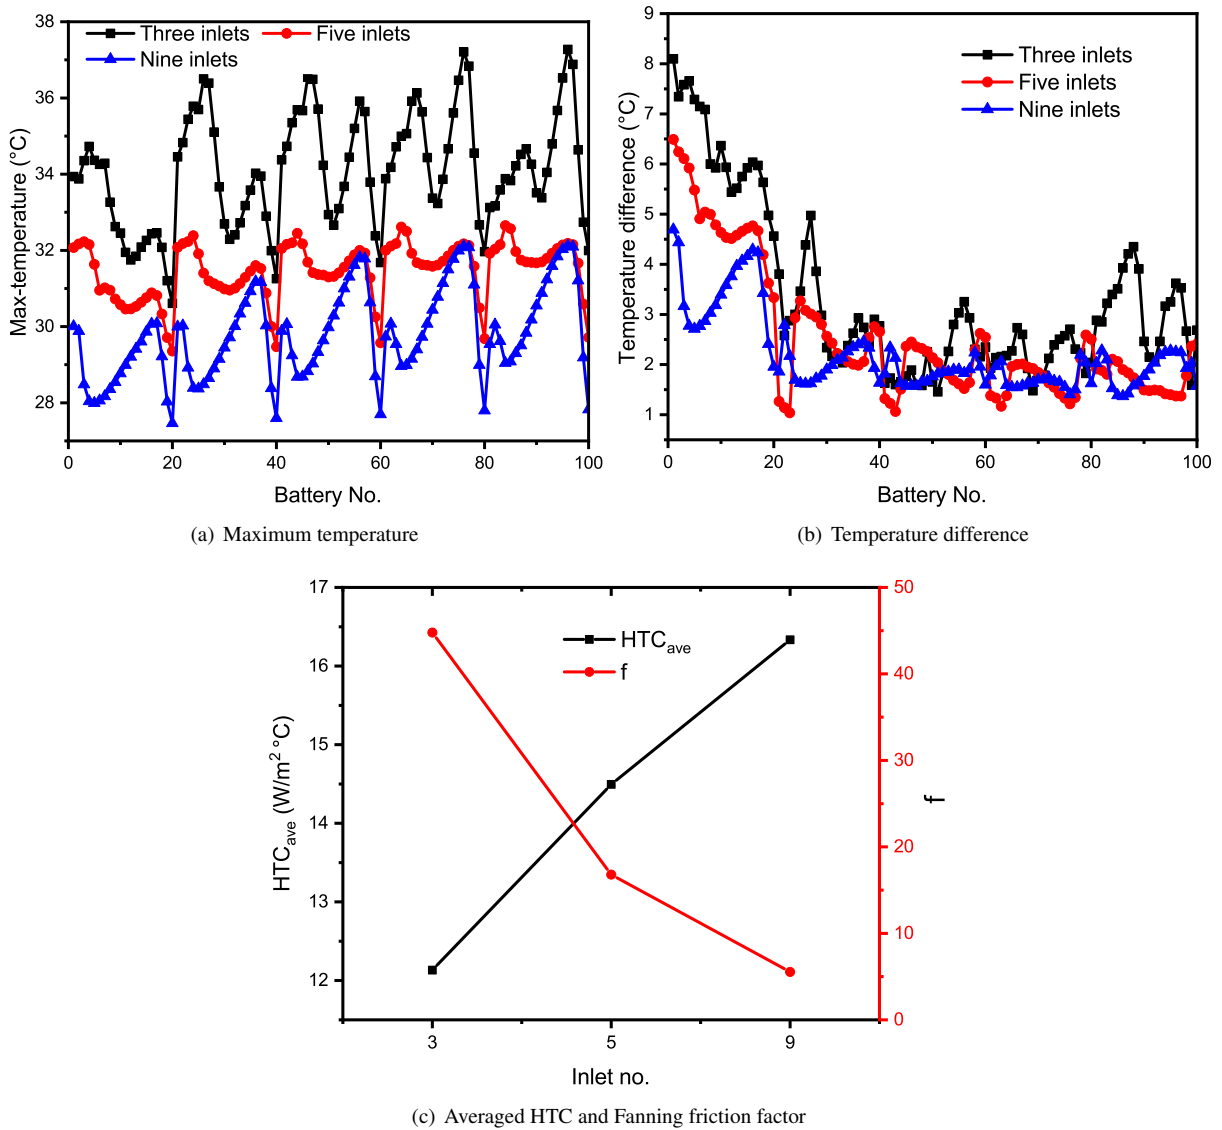 38
36
34
32
30
28
Max-temperature (°C)
Three inlets
Five inlets
Nine inlets
0
20
40
60
80
100
Battery No.
(a) Maximum temperature
9
8
7
6
5
4
3
2
1
Temperature difference (°C)
Three inlets
Five inlets
Nine inlets
0
20
40
60
80
100
Battery No.
(b) Temperature difference
17
16
15
14
13
12
HTCave (W/m² °C)
HTCave
f
50
40
30
20
10
0
f
3
5
9
Inlet no.
(c) Averaged HTC and Fanning friction factor